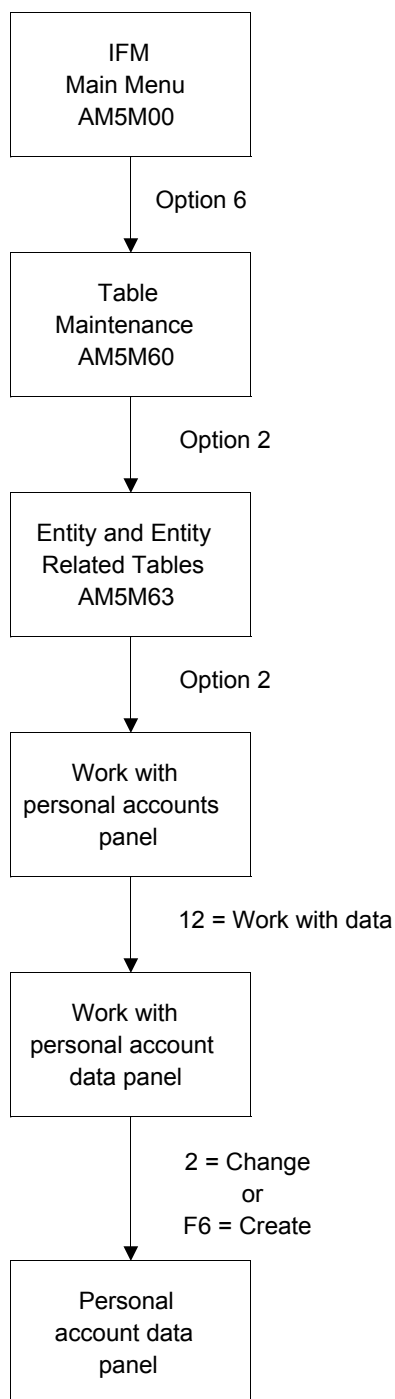 IFM
Main Menu
AM5M00
Option 6
Table
Maintenance
AM5M60
Option 2
Entity and Entity
Related Tables
AM5M63
Option 2
Work with
personal accounts
panel
12 = Work with data
Work with
personal account
data panel
2 = Change
or
F6 = Create
Personal
account data
panel